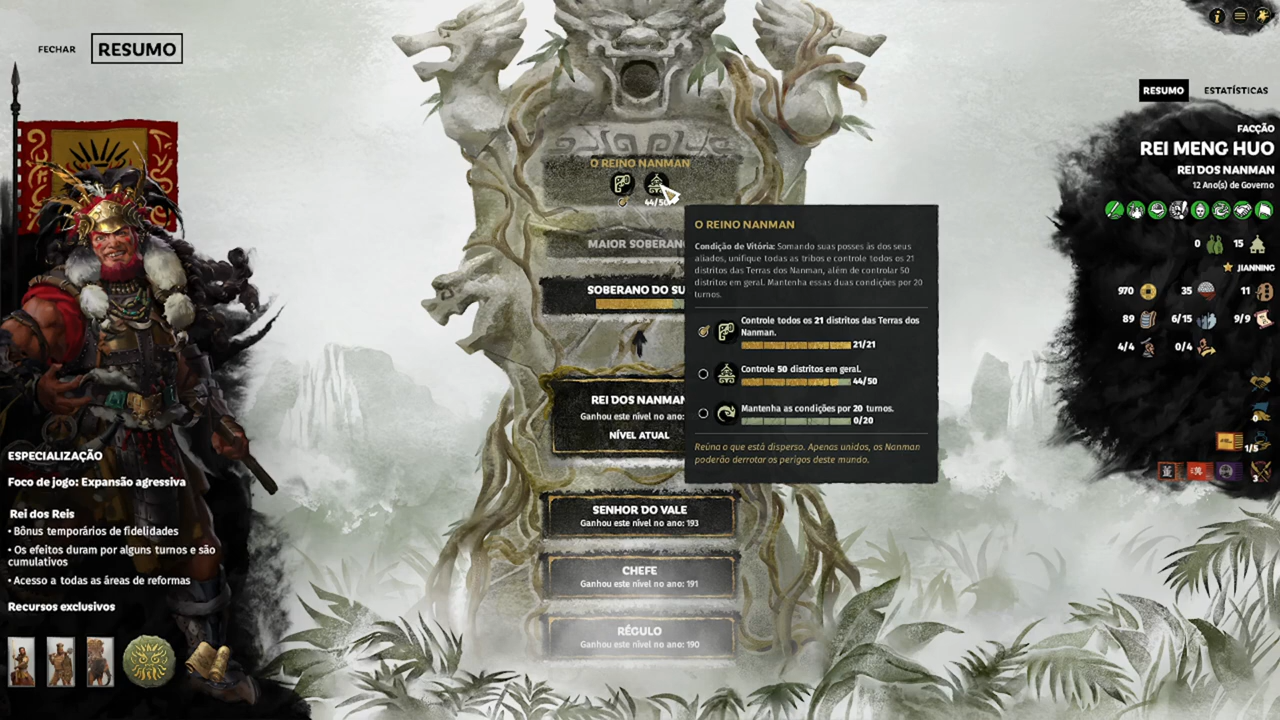 FECHAR
RESUMO
RESUMO
ESTATÍSTICAS
FACÇÃO
REI MENG HUO
REI DOS NANMAN
12 Ano(s) de Governo
0
15
JIANNING
970
35
11
89
6/15
9/9
4/4
0/4
0
1/5
3
O REINO NANMAN
44/50
MAIOR SOBERANO
SOBERANO DO SU
REI DOS NANMAN
Ganhou este nível no ano:
NÍVEL ATUAL
SENHOR DO VALE
Ganhou este nível no ano: 193
CHEFE
Ganhou este nível no ano: 191
RÉGULO
Ganhou este nível no ano: 190
O REINO NANMAN
Condição de Vitória: Somando suas posses às dos seus
aliados, unifique todas as tribos e controle todos os 21
distritos das Terras dos Nanman, além de controlar 50
distritos em geral. Mantenha essas duas condições por 20
turnos.
Controle todos os 21 distritos das Terras dos
Nanman.
21/21
Controle 50 distritos em geral.
44/50
Mantenha as condições por 20 turnos.
0/20
Reúna o que está disperso. Apenas unidos, os Nanman
poderão derrotar os perigos deste mundo.
ESPECIALIZAÇÃO
Foco de jogo: Expansão agressiva
Rei dos Reis
• Bônus temporários de fidelidades
• Os efeitos duram por alguns turnos e são
cumulativos
• Acesso a todas as áreas de reformas
Recursos exclusivos